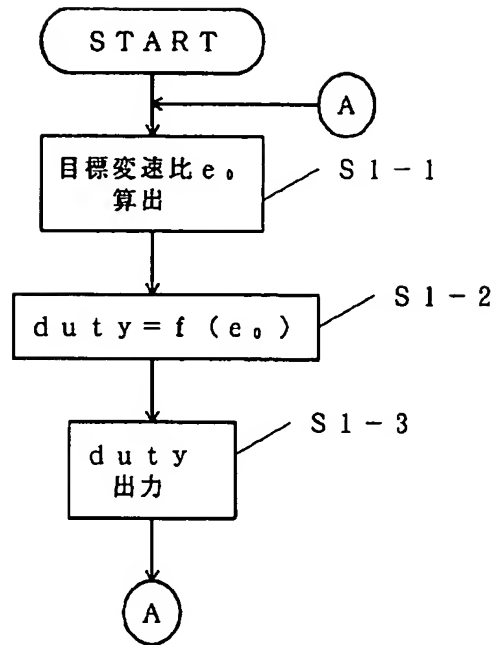 START
A
目標変速比e₀
算出
S1-1
duty=f(e₀)
S1-2
duty
出力
S1-3
A